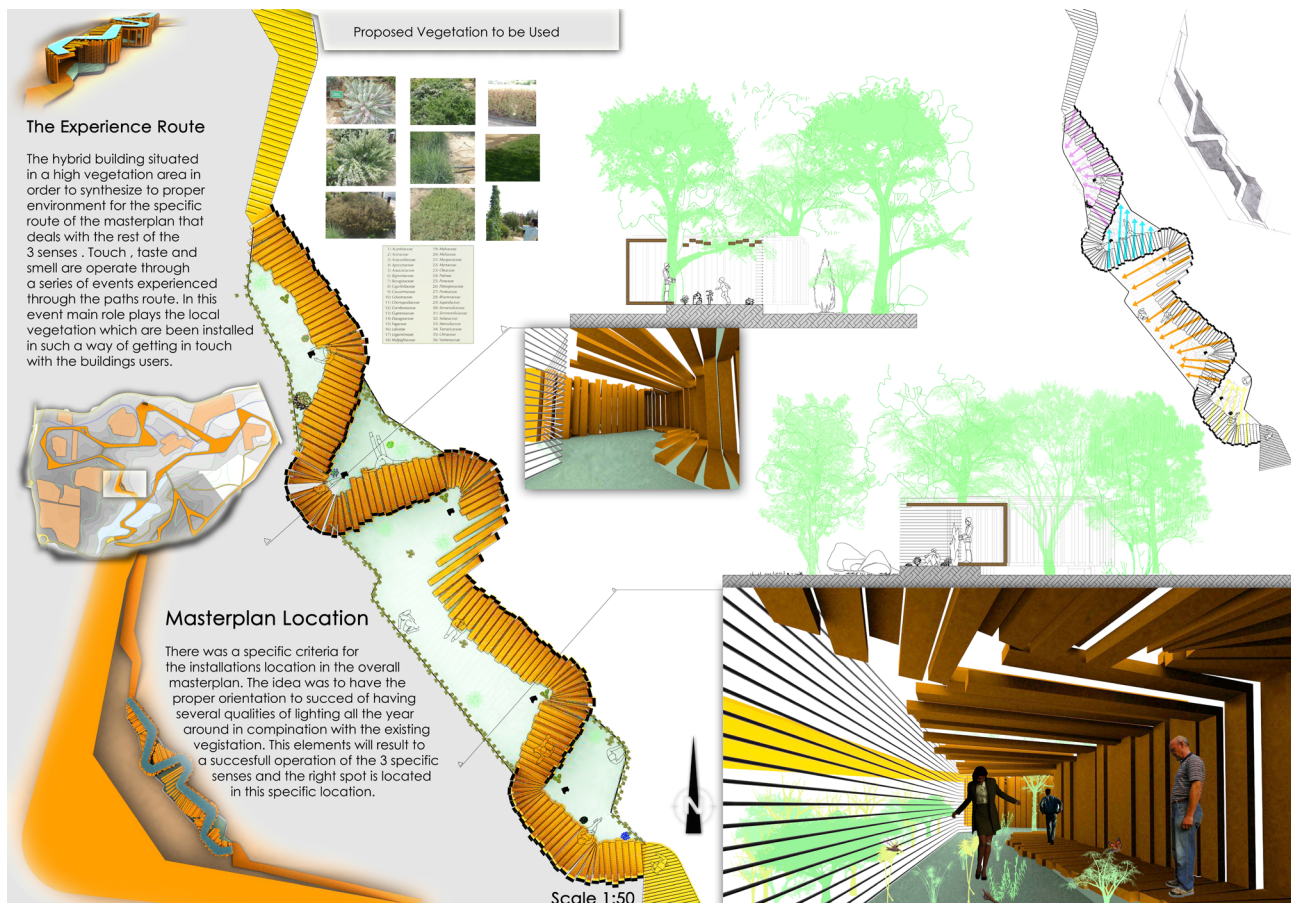 Proposed Vegetation to be Used
The Experience Route
The hybrid building situated
in a high vegetation area in
order to synthesize to proper
environment for the specific
route of the masterplan that
deals with the rest of the
3 senses . Touch , taste and
smell are operate through
a series of events experienced
through the paths route. In this
event main role plays the local
vegetation which are been installed
in such a way of getting in touch
with the buildings users.
Masterplan Location
There was a specific criteria for
the installations location in the overall
masterplan. The idea was to have the
proper orientation to succed of having
several qualities of lighting all the year
around in compination with the existing
vegistation. This elements will result to
a succesfull operation of the 3 specific
senses and the right spot is located
in this specific location.
N
Scale 1:50